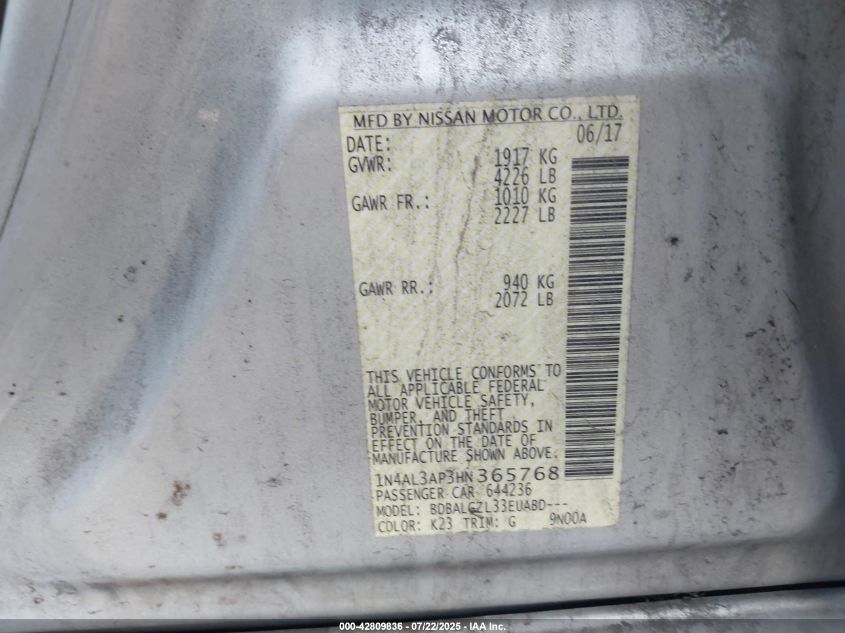 MFD BY NISSAN MOTOR CO., LTD.
DATE: 06/17
GVWR: 1917 KG
4226 LB
GAWR FR.: 1010 KG
2227 LB
GAWR RR.: 940 KG
2072 LB
THIS VEHICLE CONFORMS TO
ALL APPLICABLE FEDERAL
MOTOR VEHICLE SAFETY,
BUMPER, AND THEFT
PREVENTION STANDARDS IN
EFFECT ON THE DATE OF
MANUFACTURE SHOWN ABOVE.
1N4AL3AP3HN365768
PASSENGER CAR 644236
MODEL: BDBALGZL33EUABD---
COLOR: K23 TRIM: G 9N00A
000-42809836 - 07/22/2025 - IAA Inc.